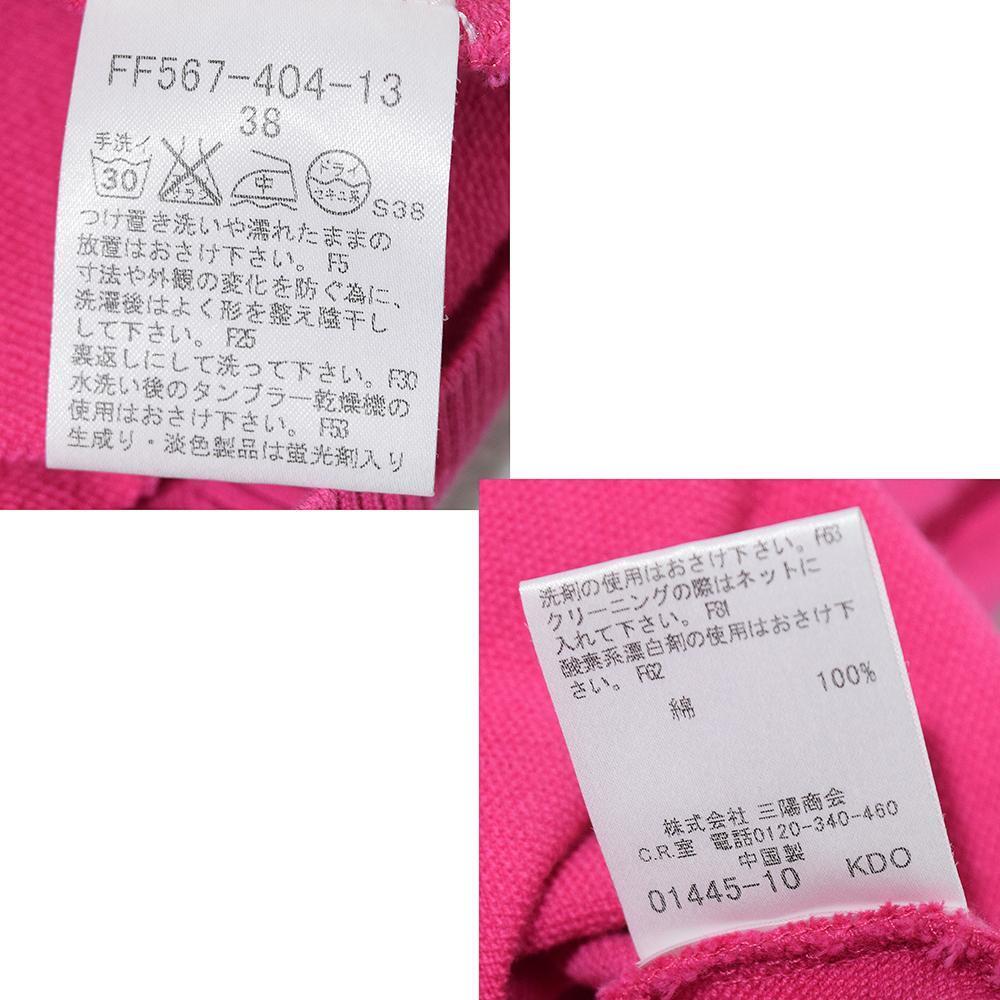 FF567-404-13
38
手洗イ
30
エンソ
サラシ
中
ドライ
セキユ系
S38
つけ置き洗いや濡れたままの
放置はおさけ下さい。 F5
寸法や外観の変化を防ぐ為に、
洗濯後はよく形を整え陰干し
して下さい。 F25
裏返しにして洗って下さい。F30
水洗い後のタンブラー乾燥機の
使用はおさけ下さい。 F53
生成り・淡色製品は蛍光剤入り
洗剤の使用はおさけ下さい。F63
クリーニングの際はネットに
入れて下さい。 F81
酸素系漂白剤の使用はおさけ下
さい。 F62
綿 100%
株式会社 三陽商会
C.R.室 電話0120-340-460
中国製
01445-10 KDO